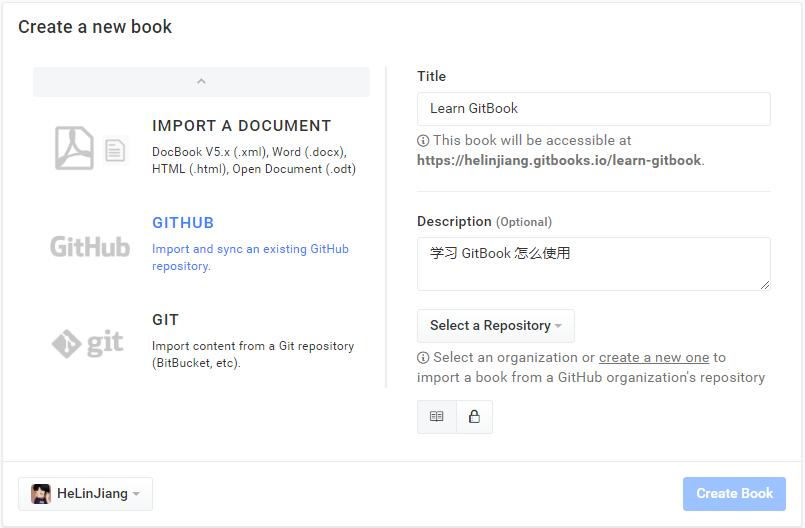 Create a new book
IMPORT A DOCUMENT
DocBook V5.x (.xml), Word (.docx),
HTML (.html), Open Document (.odt)
GitHub
GITHUB
Import and sync an existing GitHub
repository.
git
GIT
Import content from a Git repository
(BitBucket, etc).
Title
Learn GitBook
This book will be accessible at
https://helinjiang.gitbooks.io/learn-gitbook.
Description (Optional)
学习 GitBook 怎么使用
Select a Repository
Select an organization or create a new one to
import a book from a GitHub organization's repository
HeLinJiang
Create Book